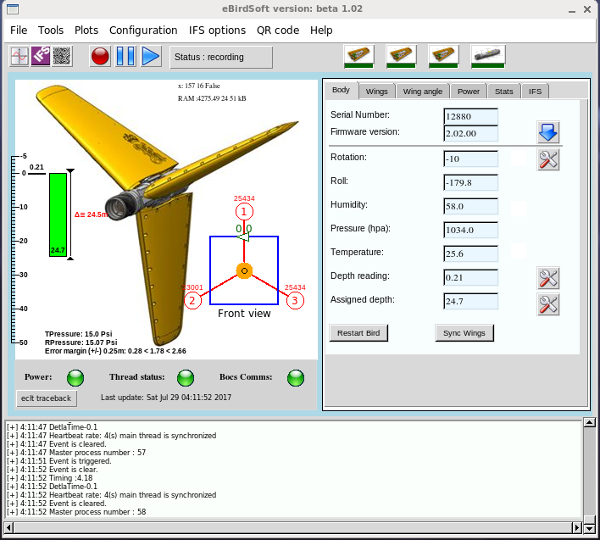 eBirdSoft version: beta 1.02
File Tools Plots Configuration IFS options QR code Help
IFS
Status : recording
x: 157 16 False
RAM :4275.49 24 51 kB
-5
0
10
20
30
40
50
0.21
24.7
Δ= 24.5m
25434
1
0.0
3001
2
25434
3
Front view
TPressure: 15.0 Psi
RPressure: 15.07 Psi
Error margin (+/-) 0.25m: 0.28 < 1.78 < 2.66
Power: Thread status: Bocs Comms:
eclt traceback
Last update: Sat Jul 29 04:11:52 2017
Body Wings Wing angle Power Stats IFS
Serial Number: 12880
Firmware version: 2.02.00
Rotation: -10
Roll: -179.8
Humidity: 58.0
Pressure (hpa): 1034.0
Temperature: 25.6
Depth reading: 0.21
Assigned depth: 24.7
Restart Bird Sync Wings
[+] 4:11:47 DetlaTime-0.1
[+] 4:11:47 Heartbeat rate: 4(s) main thread is synchronized
[+] 4:11:47 Event is cleared.
[+] 4:11:47 Master process number : 57
[+] 4:11:51 Event is triggered.
[+] 4:11:52 Event is clear.
[+] 4:11:52 Timing :4.18
[+] 4:11:52 DetlaTime-0.1
[+] 4:11:52 Heartbeat rate: 4(s) main thread is synchronized
[+] 4:11:52 Event is cleared.
[+] 4:11:52 Master process number : 58